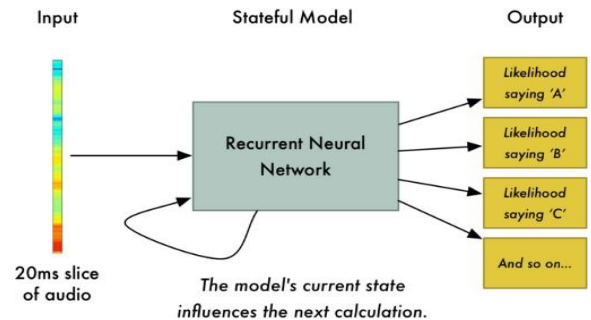 Input
Stateful Model
Output
Likelihood
saying 'A'
Likelihood
saying 'B'
Recurrent Neural
Network
Likelihood
saying 'C'
And so on...
20ms slice
of audio
The model's current state
influences the next calculation.